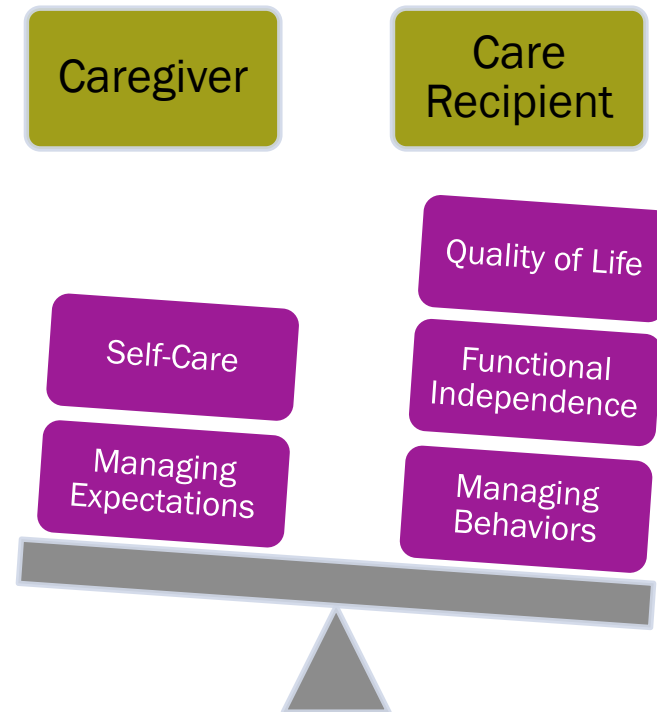 Caregiver
Care
Recipient
Quality of Life
Self-Care
Functional
Independence
Managing
Expectations
Managing
Behaviors